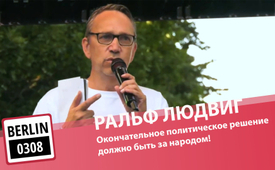 РАЛЬФ ЛЮДВИГ
Окончательное политическое решение
должно быть за народом!
BERLIN
0308